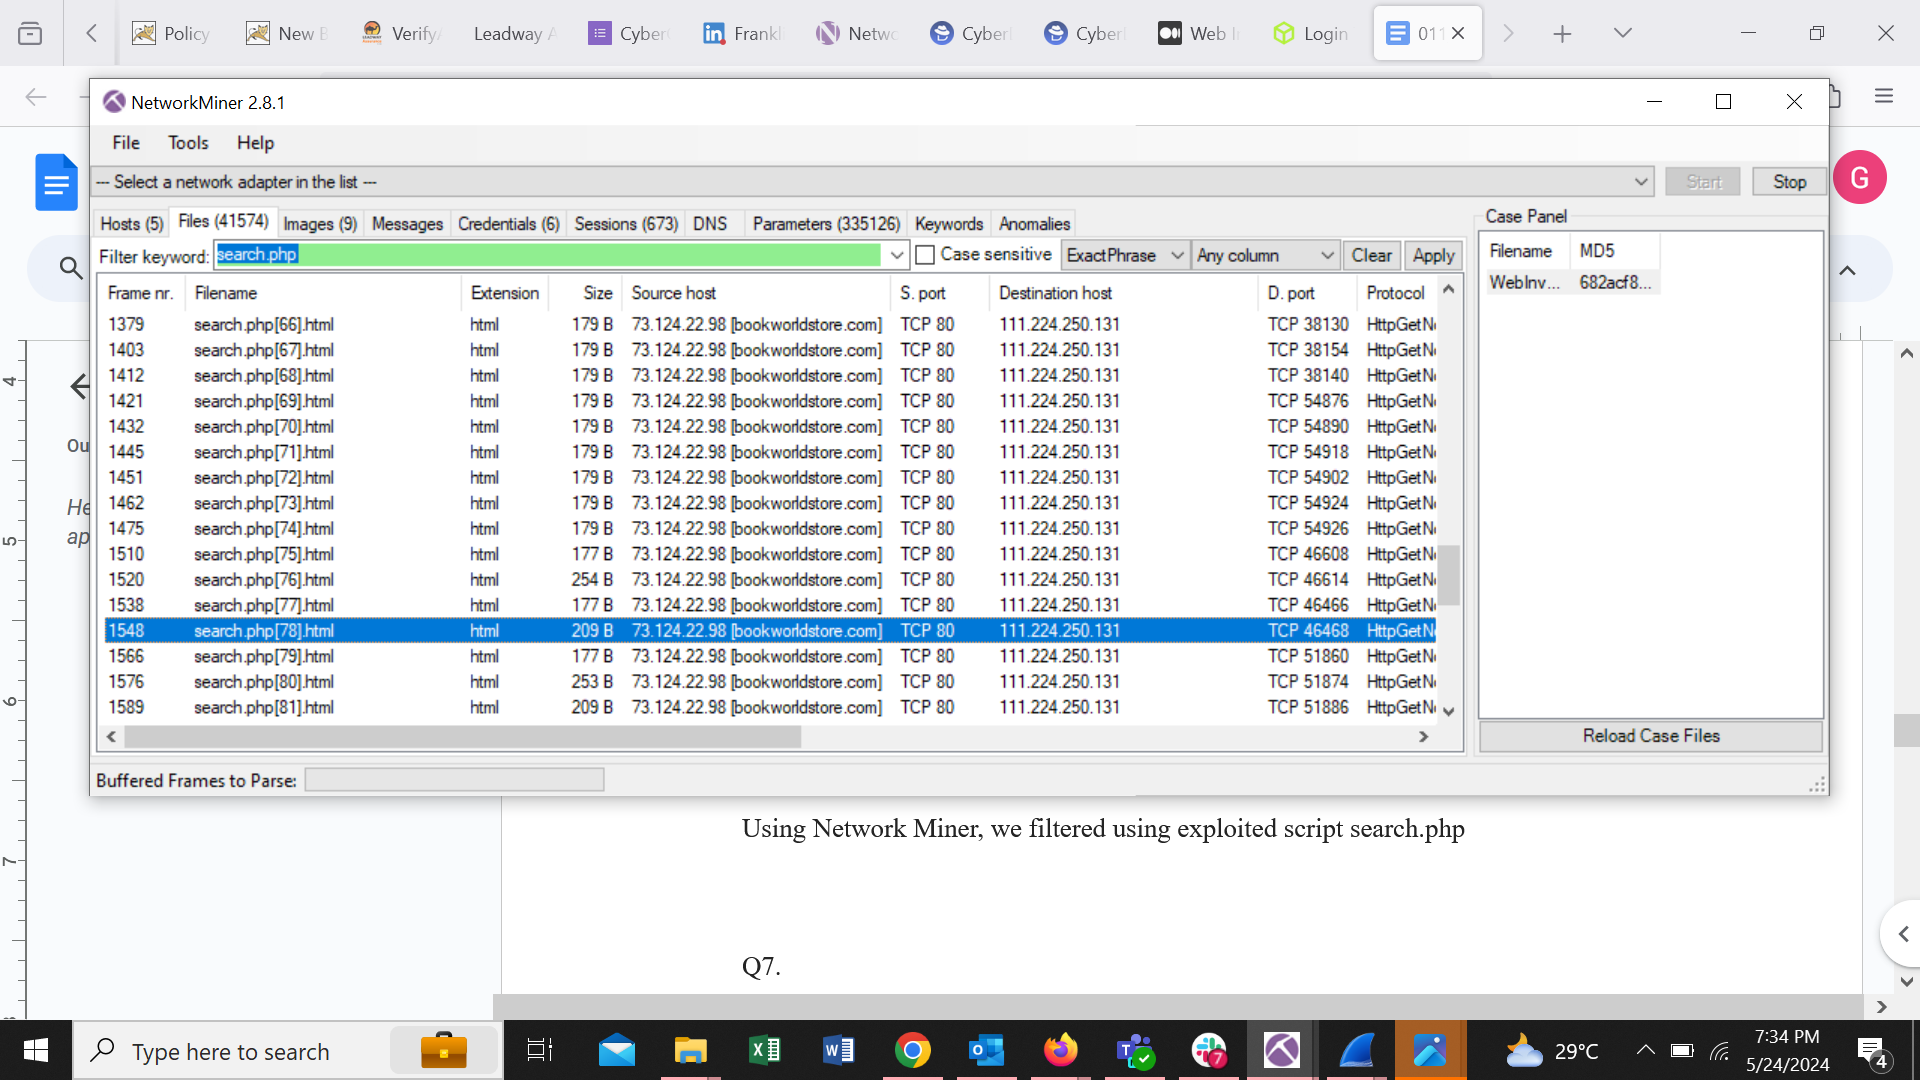 Policy
New B
Verify/
Leadway A
Cyber
Frankl
Netwo
Cyberl
Cyberl
Web I
Login
011
NetworkMiner 2.8.1
File Tools Help
--- Select a network adapter in the list ---
Start
Stop
G
Hosts (5) Files (41574) Images (9) Messages Credentials (6) Sessions (673) DNS Parameters (335126) Keywords Anomalies
Filter keyword: search.php Case sensitive ExactPhrase Any column Clear Apply
Frame nr. Filename Extension Size Source host S. port Destination host D. port Protocol
1379 search.php[66].html html 179 B 73.124.22.98 [bookworldstore.com] TCP 80 111.224.250.131 TCP 38130 HttpGetN
1403 search.php[67].html html 179 B 73.124.22.98 [bookworldstore.com] TCP 80 111.224.250.131 TCP 38154 HttpGetN
1412 search.php[68].html html 179 B 73.124.22.98 [bookworldstore.com] TCP 80 111.224.250.131 TCP 38140 HttpGetN
1421 search.php[69].html html 179 B 73.124.22.98 [bookworldstore.com] TCP 80 111.224.250.131 TCP 54876 HttpGetN
1432 search.php[70].html html 179 B 73.124.22.98 [bookworldstore.com] TCP 80 111.224.250.131 TCP 54890 HttpGetN
1445 search.php[71].html html 179 B 73.124.22.98 [bookworldstore.com] TCP 80 111.224.250.131 TCP 54918 HttpGetN
1451 search.php[72].html html 179 B 73.124.22.98 [bookworldstore.com] TCP 80 111.224.250.131 TCP 54902 HttpGetN
1462 search.php[73].html html 179 B 73.124.22.98 [bookworldstore.com] TCP 80 111.224.250.131 TCP 54924 HttpGetN
1475 search.php[74].html html 179 B 73.124.22.98 [bookworldstore.com] TCP 80 111.224.250.131 TCP 54926 HttpGetN
1510 search.php[75].html html 177 B 73.124.22.98 [bookworldstore.com] TCP 80 111.224.250.131 TCP 46608 HttpGetN
1520 search.php[76].html html 254 B 73.124.22.98 [bookworldstore.com] TCP 80 111.224.250.131 TCP 46614 HttpGetN
1538 search.php[77].html html 177 B 73.124.22.98 [bookworldstore.com] TCP 80 111.224.250.131 TCP 46466 HttpGetN
1548 search.php[78].html html 209 B 73.124.22.98 [bookworldstore.com] TCP 80 111.224.250.131 TCP 46468 HttpGetN
1566 search.php[79].html html 177 B 73.124.22.98 [bookworldstore.com] TCP 80 111.224.250.131 TCP 51860 HttpGetN
1576 search.php[80].html html 253 B 73.124.22.98 [bookworldstore.com] TCP 80 111.224.250.131 TCP 51874 HttpGetN
1589 search.php[81].html html 209 B 73.124.22.98 [bookworldstore.com] TCP 80 111.224.250.131 TCP 51886 HttpGetN
Case Panel
Filename MD5
WebInv... 682acf8...
Reload Case Files
Buffered Frames to Parse:
Ou
He
ap
4
5
6
7
Using Network Miner, we filtered using exploited script search.php
Q7.
Type here to search
7
29°C
7:34 PM
5/24/2024
4